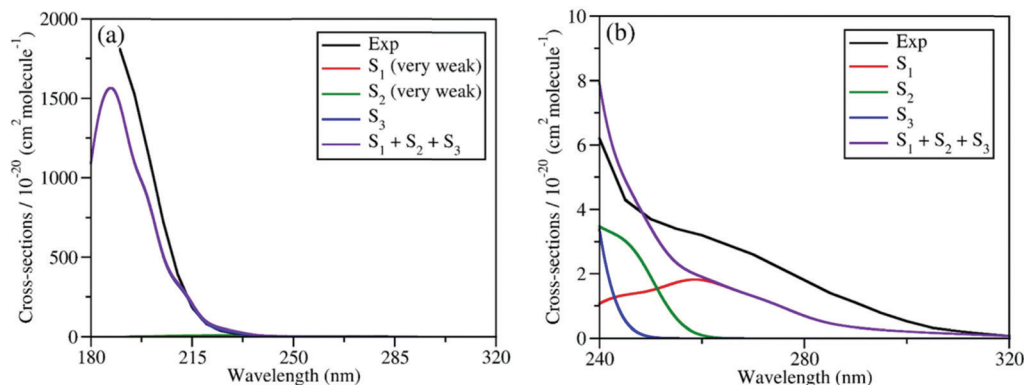 (a)
2000
1500
1000
500
0
Cross-sections / 10⁻²⁰ (cm² molecule⁻¹)
Exp
S₁ (very weak)
S₂ (very weak)
S₃
S₁ + S₂ + S₃
180 215 250 285 320
Wavelength (nm)
(b)
10
8
6
4
2
0
Cross-sections / 10⁻²⁰ (cm² molecule⁻¹)
Exp
S₁
S₂
S₃
S₁ + S₂ + S₃
240 280 320
Wavelength (nm)